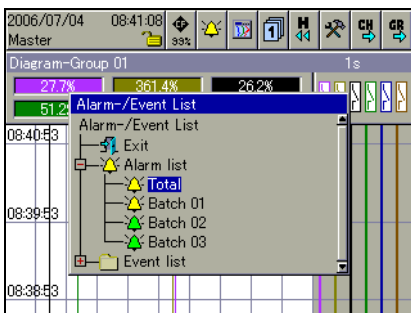 2006/07/04 08:41:08
Master
99%
1
H
CH
GR
Diagram-Group 01 1s
27.7% 361.4% 26.2%
51.2
Alarm-/Event List
Alarm-/Event List
Exit
Alarm list
Total
Batch 01
Batch 02
Batch 03
Event list
08:40:53
08:39:53
08:38:53